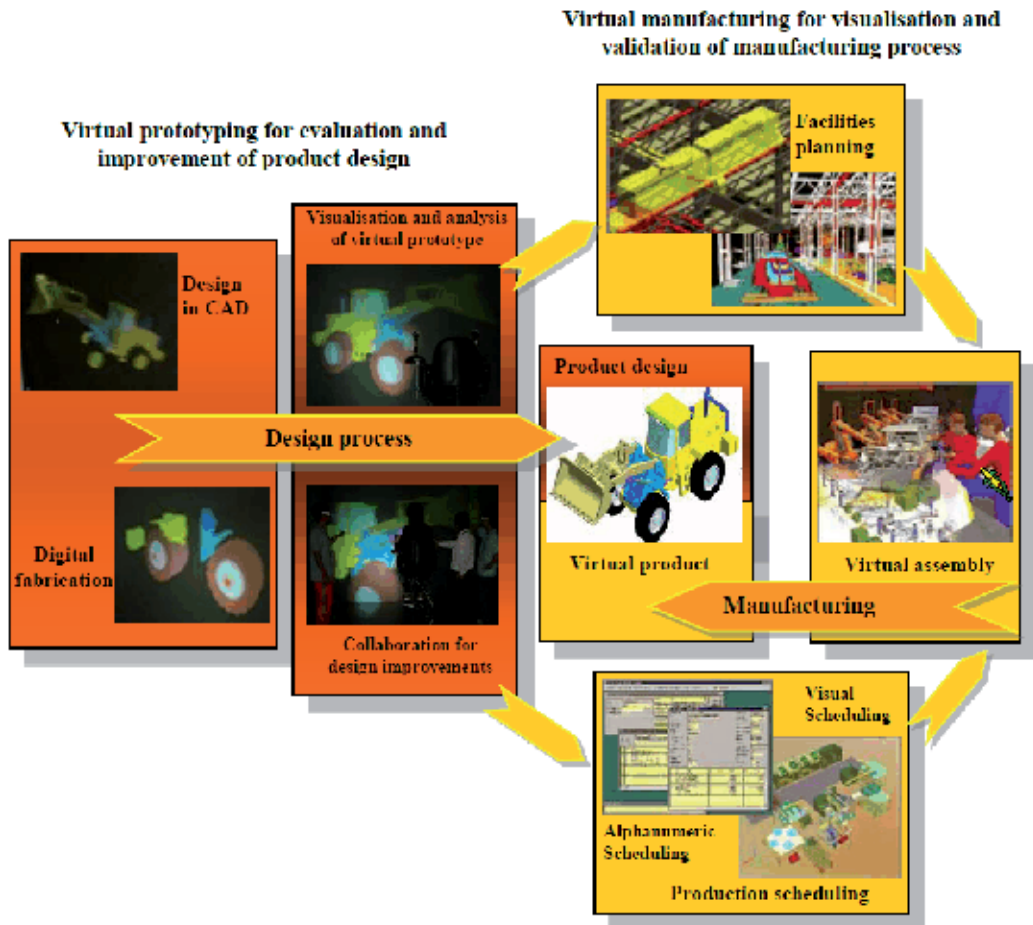 Virtual manufacturing for visualisation and
validation of manufacturing process
Virtual prototyping for evaluation and
improvement of product design
Facilities
planning
Visualisation and analysis
of virtual prototype
Design
in CAD
Product design
Design process
Digital
fabrication
Virtual product
Virtual assembly
Manufacturing
Collaboration for
design improvements
Visual
Scheduling
Alphanumeric
Scheduling
Production scheduling